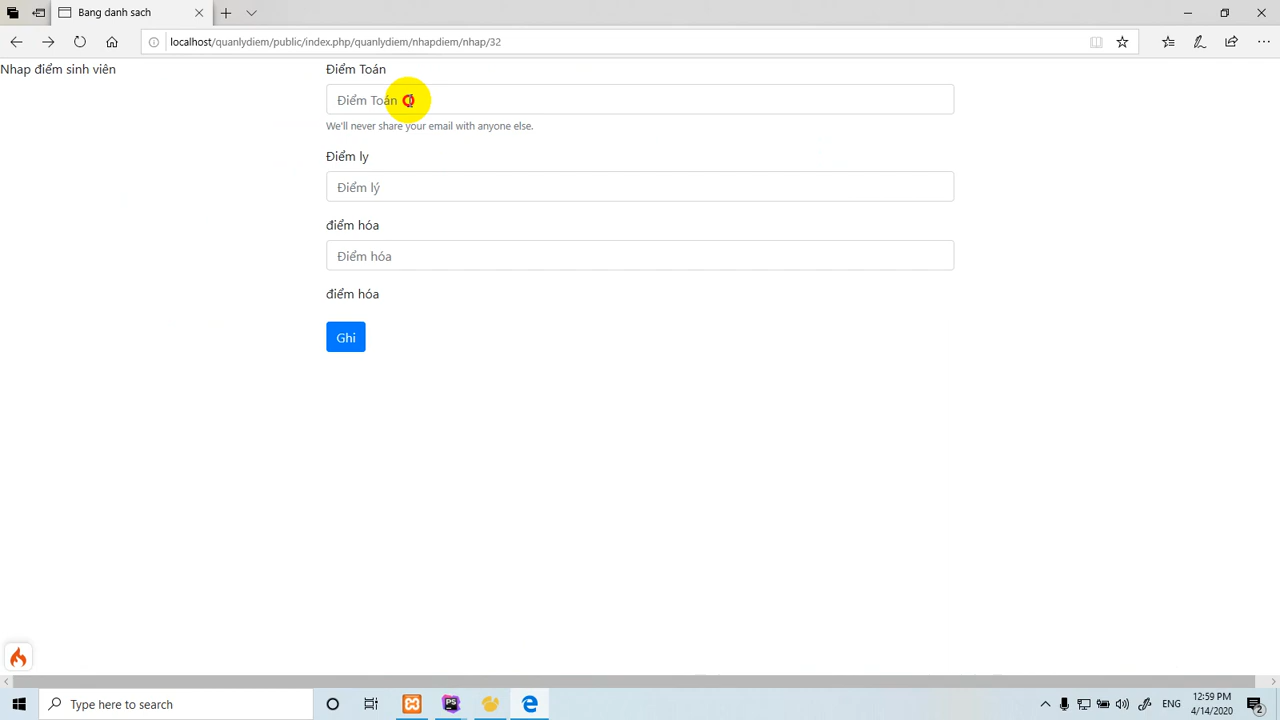 Bang danh sach
localhost/quanlydiem/public/index.php/quanlydiem/nhapdiem/nhap/32
Nhap điểm sinh viên
Điểm Toán
Điểm Toán
We'll never share your email with anyone else.
Điểm ly
Điểm lý
điểm hóa
Điểm hóa
điểm hóa
Ghi
Type here to search
PS
ENG
12:59 PM
4/14/2020
2